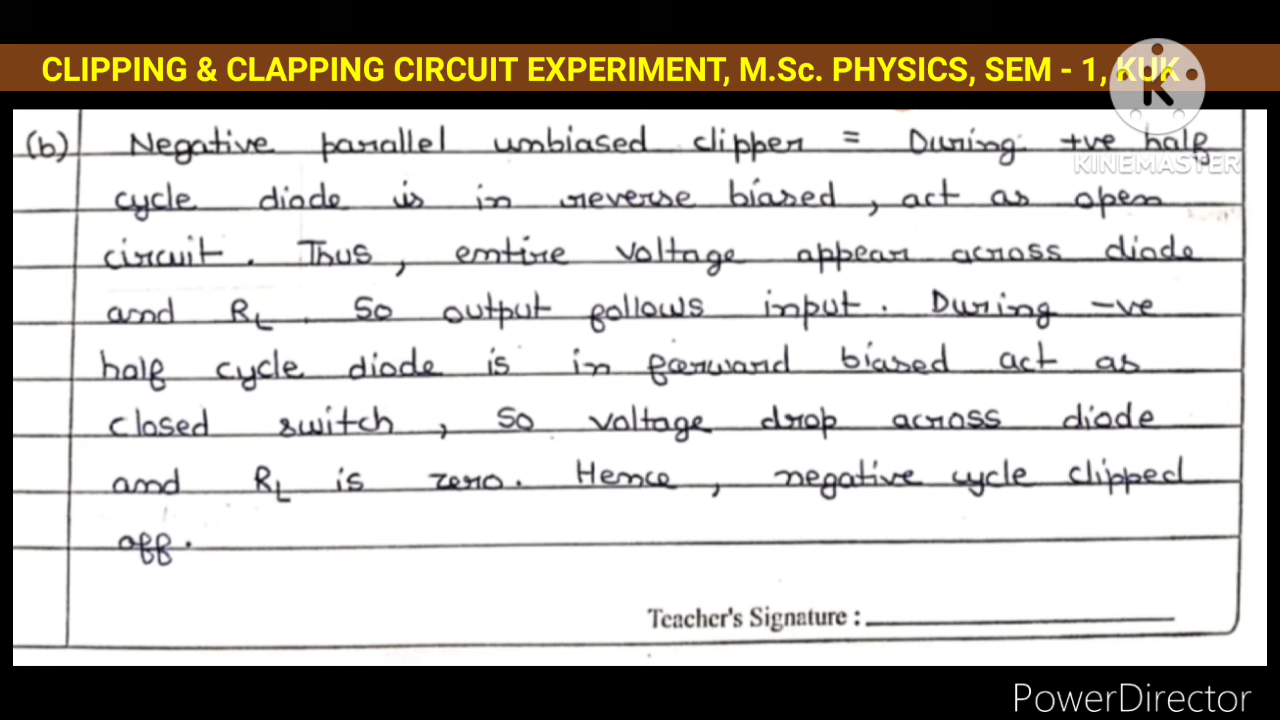 CLIPPING & CLAPPING CIRCUIT EXPERIMENT, M.Sc. PHYSICS, SEM - 1, KUK
K
KINEMASTER
(b) Negative parallel unbiased clipper = During +ve half
cycle diode is in reverse biased, act as open
circuit. Thus, entire voltage appear across diode
and RL. So output follows input. During -ve
half cycle diode is in forward biased act as
closed switch, so voltage drop across diode
and RL is zero. Hence, negative cycle clipped
off.
Teacher's Signature :
PowerDirector